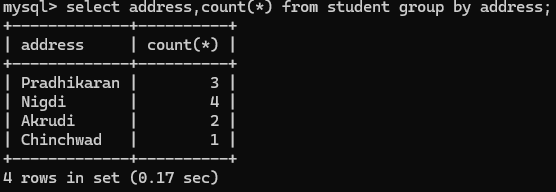 mysql> select address,count(*) from student group by address;
+-------------+----------+
| address     | count(*) |
+-------------+----------+
| Pradhikaran |        3 |
| Nigdi       |        4 |
| Akrudi      |        2 |
| Chinchwad   |        1 |
+-------------+----------+
4 rows in set (0.17 sec)